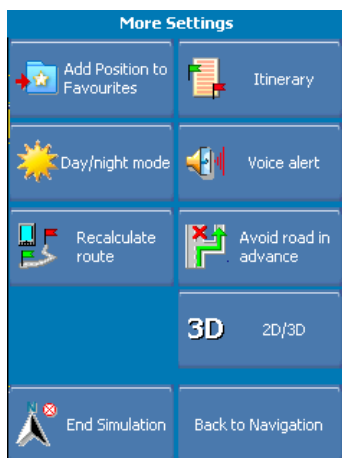 More Settings
Add Position to
Favourites
Itinerary
Day/night mode
Voice alert
Recalculate
route
Avoid road in
advance
3D
2D/3D
N
End Simulation
Back to Navigation